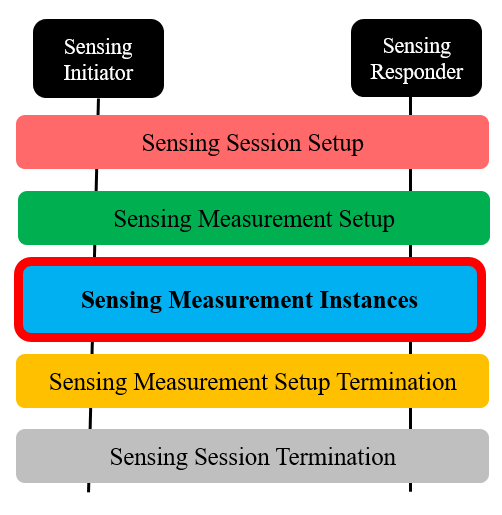 Sensing
Initiator
Sensing
Responder
Sensing Session Setup
Sensing Measurement Setup
Sensing Measurement Instances
Sensing Measurement Setup Termination
Sensing Session Termination